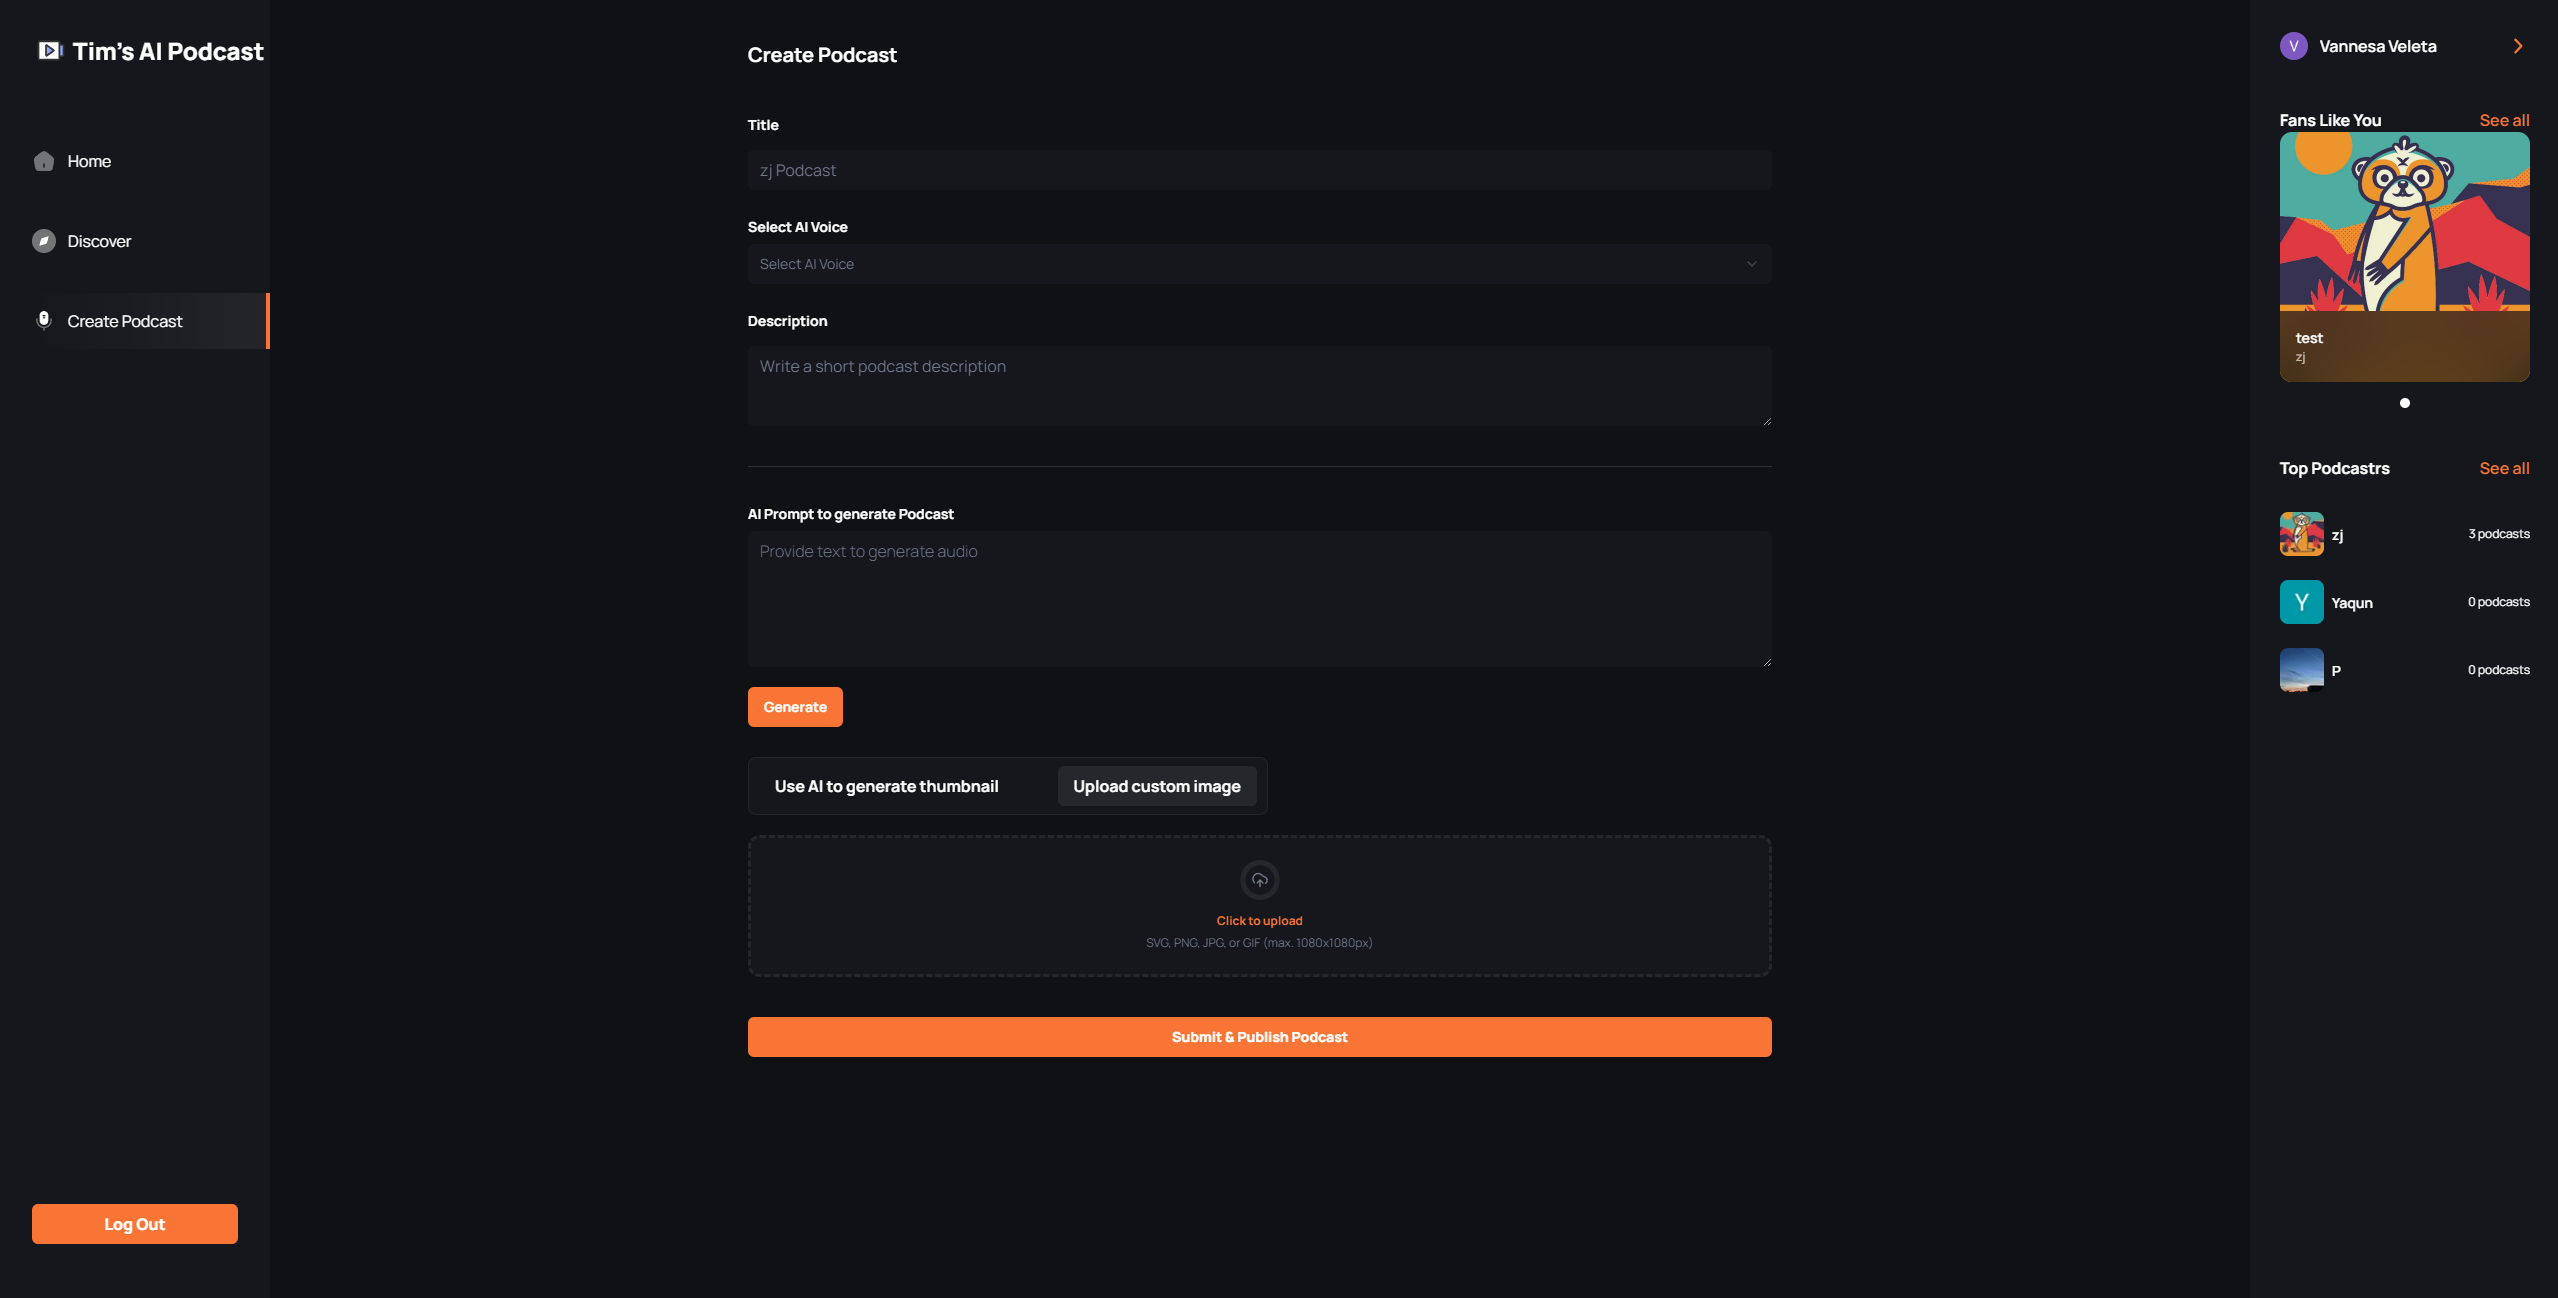 Tim's AI Podcast
Home
Discover
Create Podcast
Log Out
Create Podcast
Title
zj Podcast
Select AI Voice
Select AI Voice
Description
Write a short podcast description
AI Prompt to generate Podcast
Provide text to generate audio
Generate
Use AI to generate thumbnail
Upload custom image
Click to upload
SVG, PNG, JPG, or GIF (max. 1080x1080px)
Submit & Publish Podcast
V
Vannesa Veleta
Fans Like You
See all
test
zj
Top Podcastrs
See all
zj
3 podcasts
Y
Yaqun
0 podcasts
P
0 podcasts